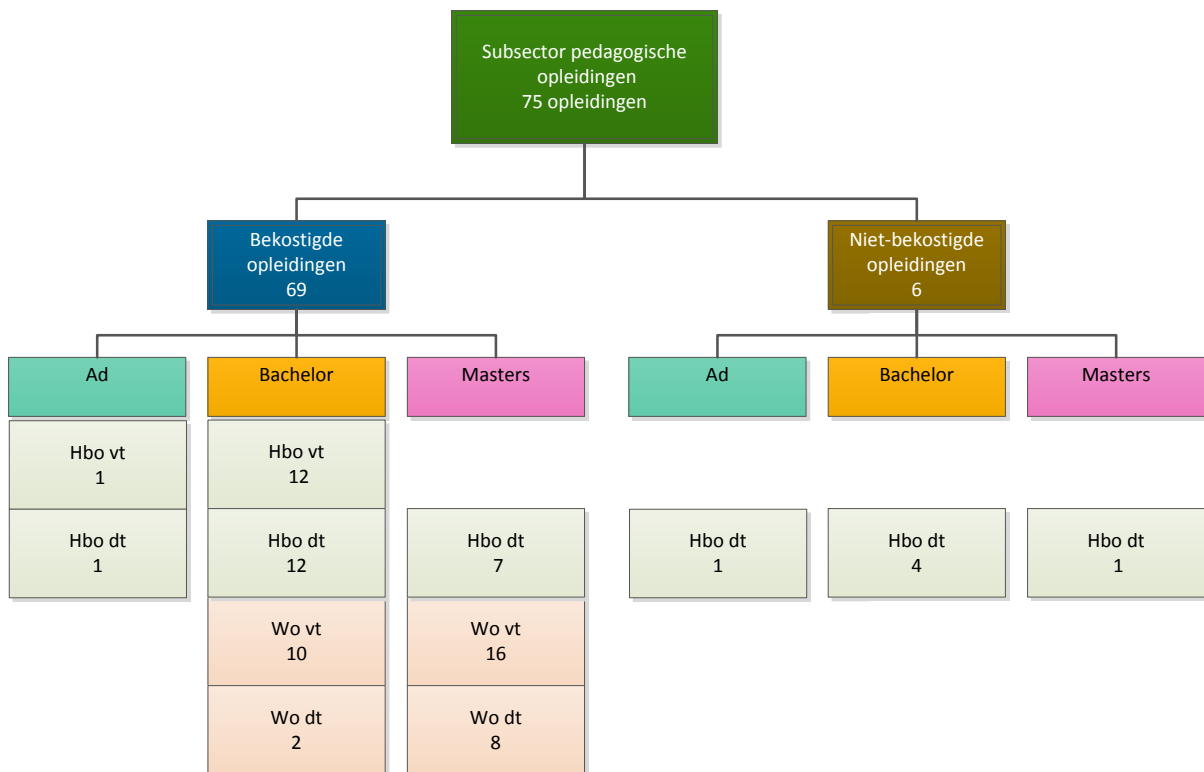 Subsector pedagogische
opleidingen
75 opleidingen
Bekostigde
opleidingen
69
Niet-bekostigde
opleidingen
6
Ad
Bachelor
Masters
Ad
Bachelor
Masters
Hbo vt
1
Hbo vt
12
Hbo dt
1
Hbo dt
12
Hbo dt
7
Hbo dt
1
Hbo dt
4
Hbo dt
1
Wo vt
10
Wo vt
16
Wo dt
2
Wo dt
8